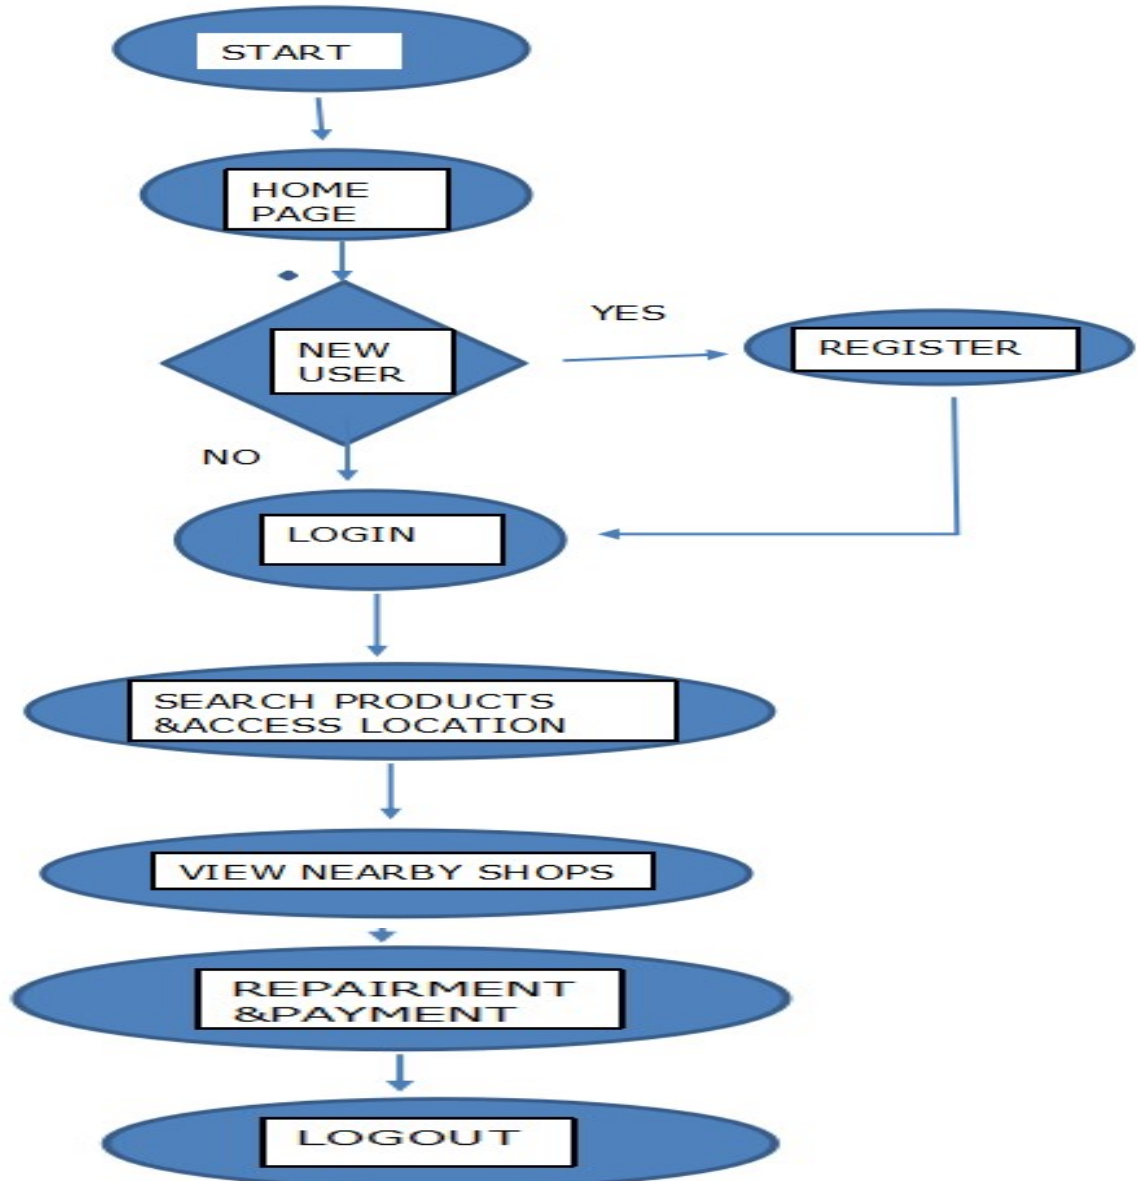 START
HOME
PAGE
NEW
USER
YES
REGISTER
NO
LOGIN
SEARCH PRODUCTS
&ACCESS LOCATION
VIEW NEARBY SHOPS
REPAIRMENT
&PAYMENT
LOGOUT